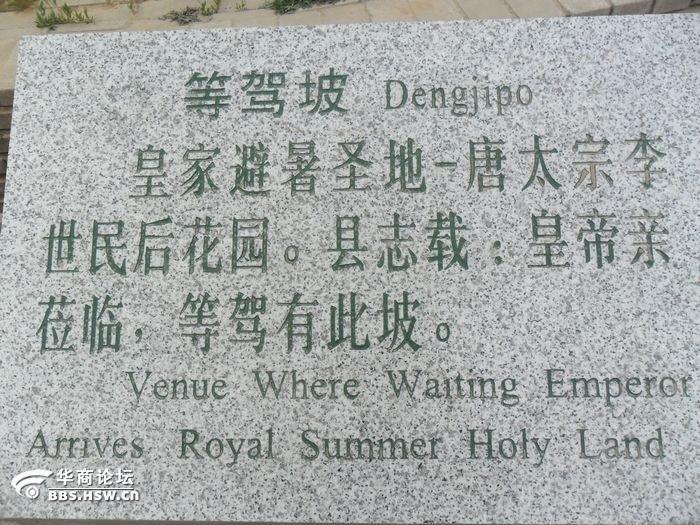 等驾坡 Dengjipo
皇家避暑圣地-唐太宗李
世民后花园。县志载：皇帝亲
莅临，等驾有此坡。
Venue Where Waiting Emperor
Arrives Royal Summer Holy Land
华商论坛
BBS.HSW.CN